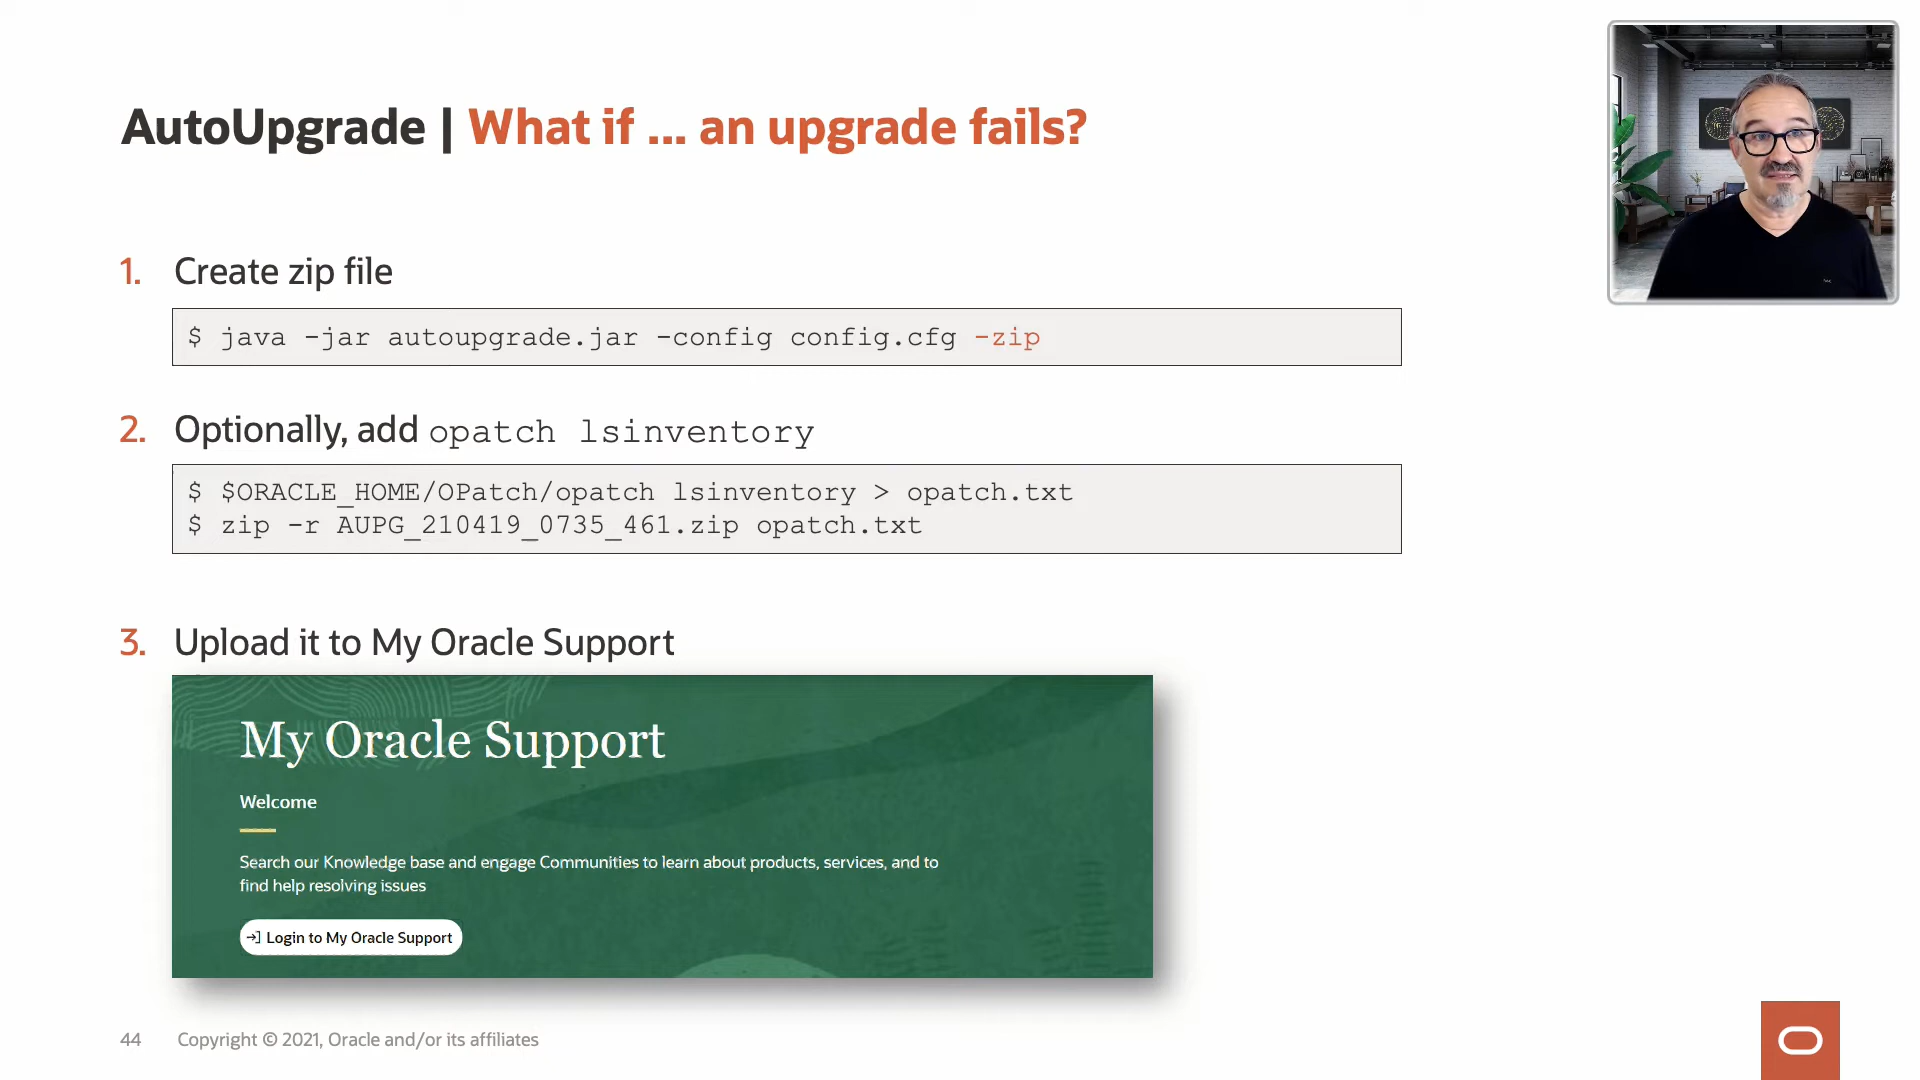 AutoUpgrade | What if ... an upgrade fails?
1. Create zip file
$ java -jar autoupgrade.jar -config config.cfg -zip
2. Optionally, add opatch lsinventory
$ $ORACLE_HOME/OPatch/opatch lsinventory > opatch.txt
$ zip -r AUPG_210419_0735_461.zip opatch.txt
3. Upload it to My Oracle Support
My Oracle Support
Welcome
Search our Knowledge base and engage Communities to learn about products, services, and to
find help resolving issues
Login to My Oracle Support
44 Copyright © 2021, Oracle and/or its affiliates